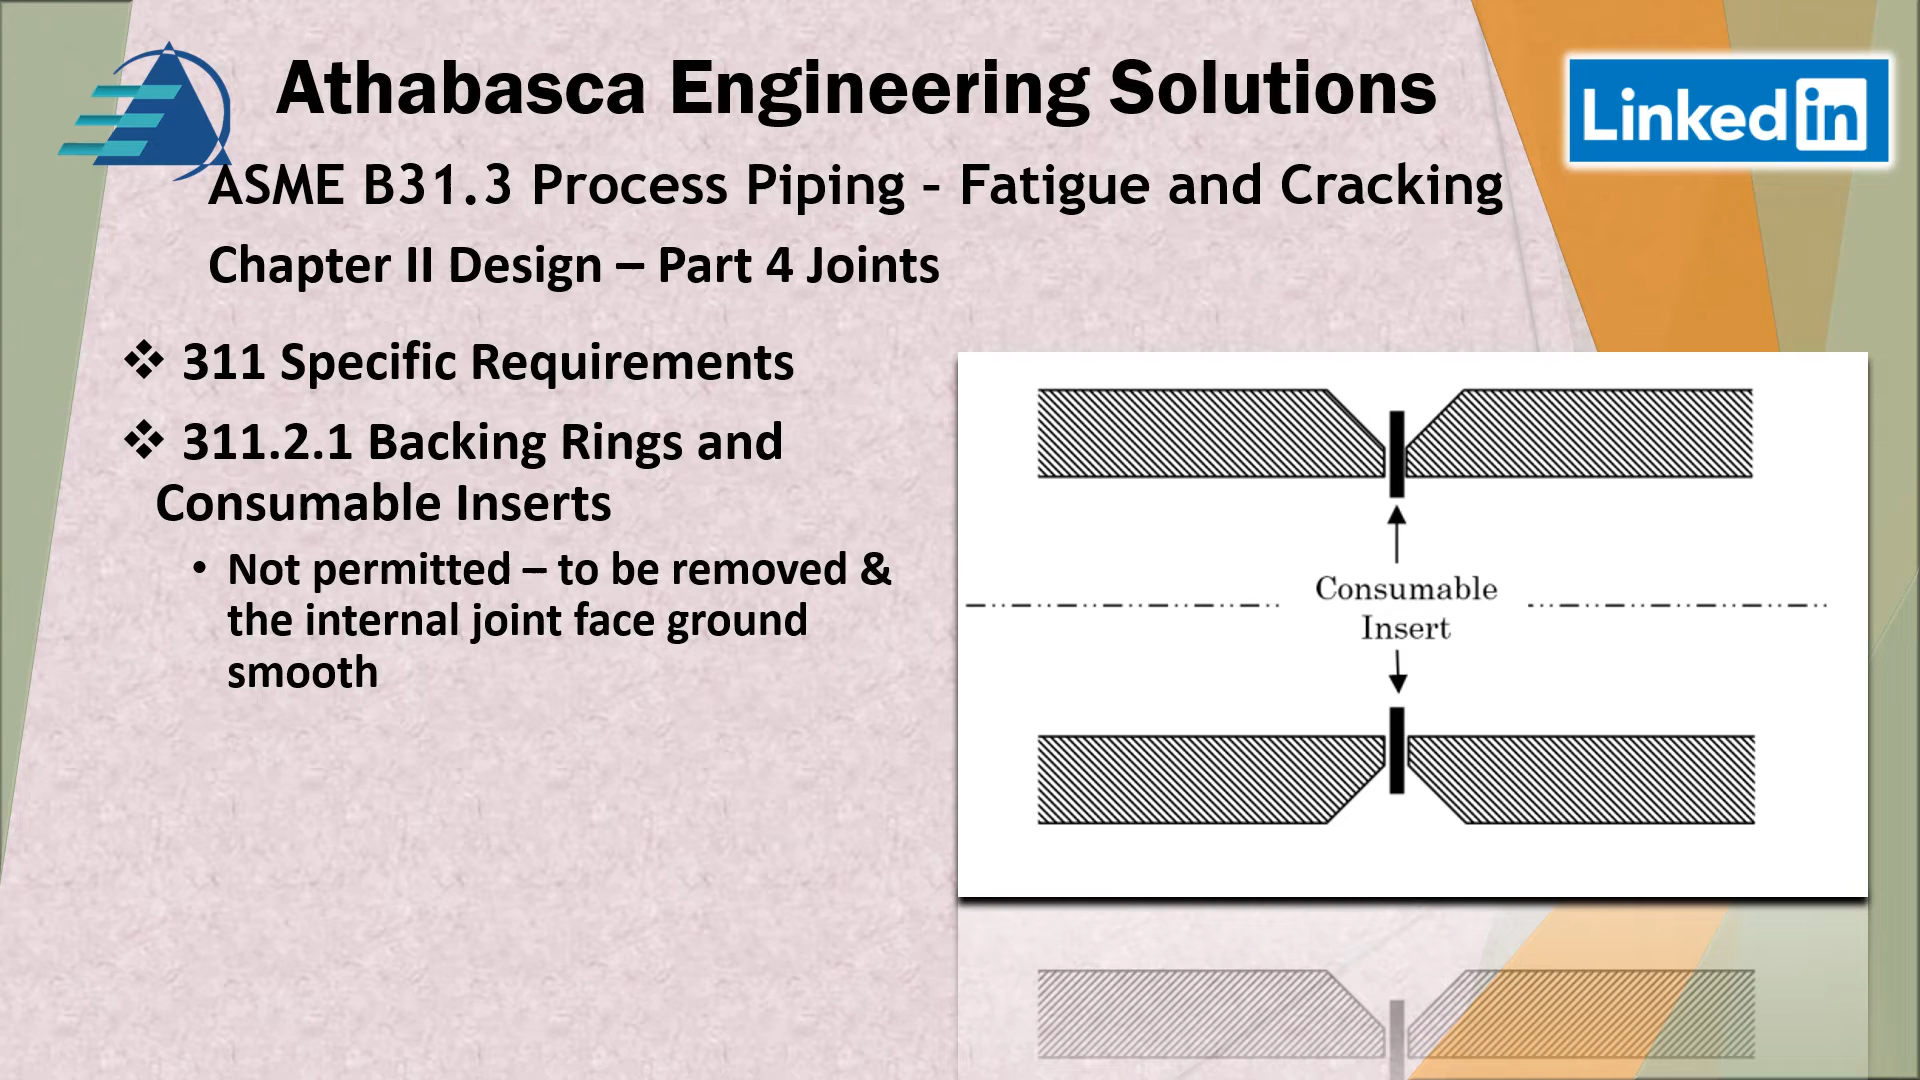 Athabasca Engineering Solutions
Linked in
ASME B31.3 Process Piping - Fatigue and Cracking
Chapter II Design – Part 4 Joints
❖ 311 Specific Requirements
❖ 311.2.1 Backing Rings and
Consumable Inserts
• Not permitted – to be removed &
the internal joint face ground
smooth
Consumable
Insert